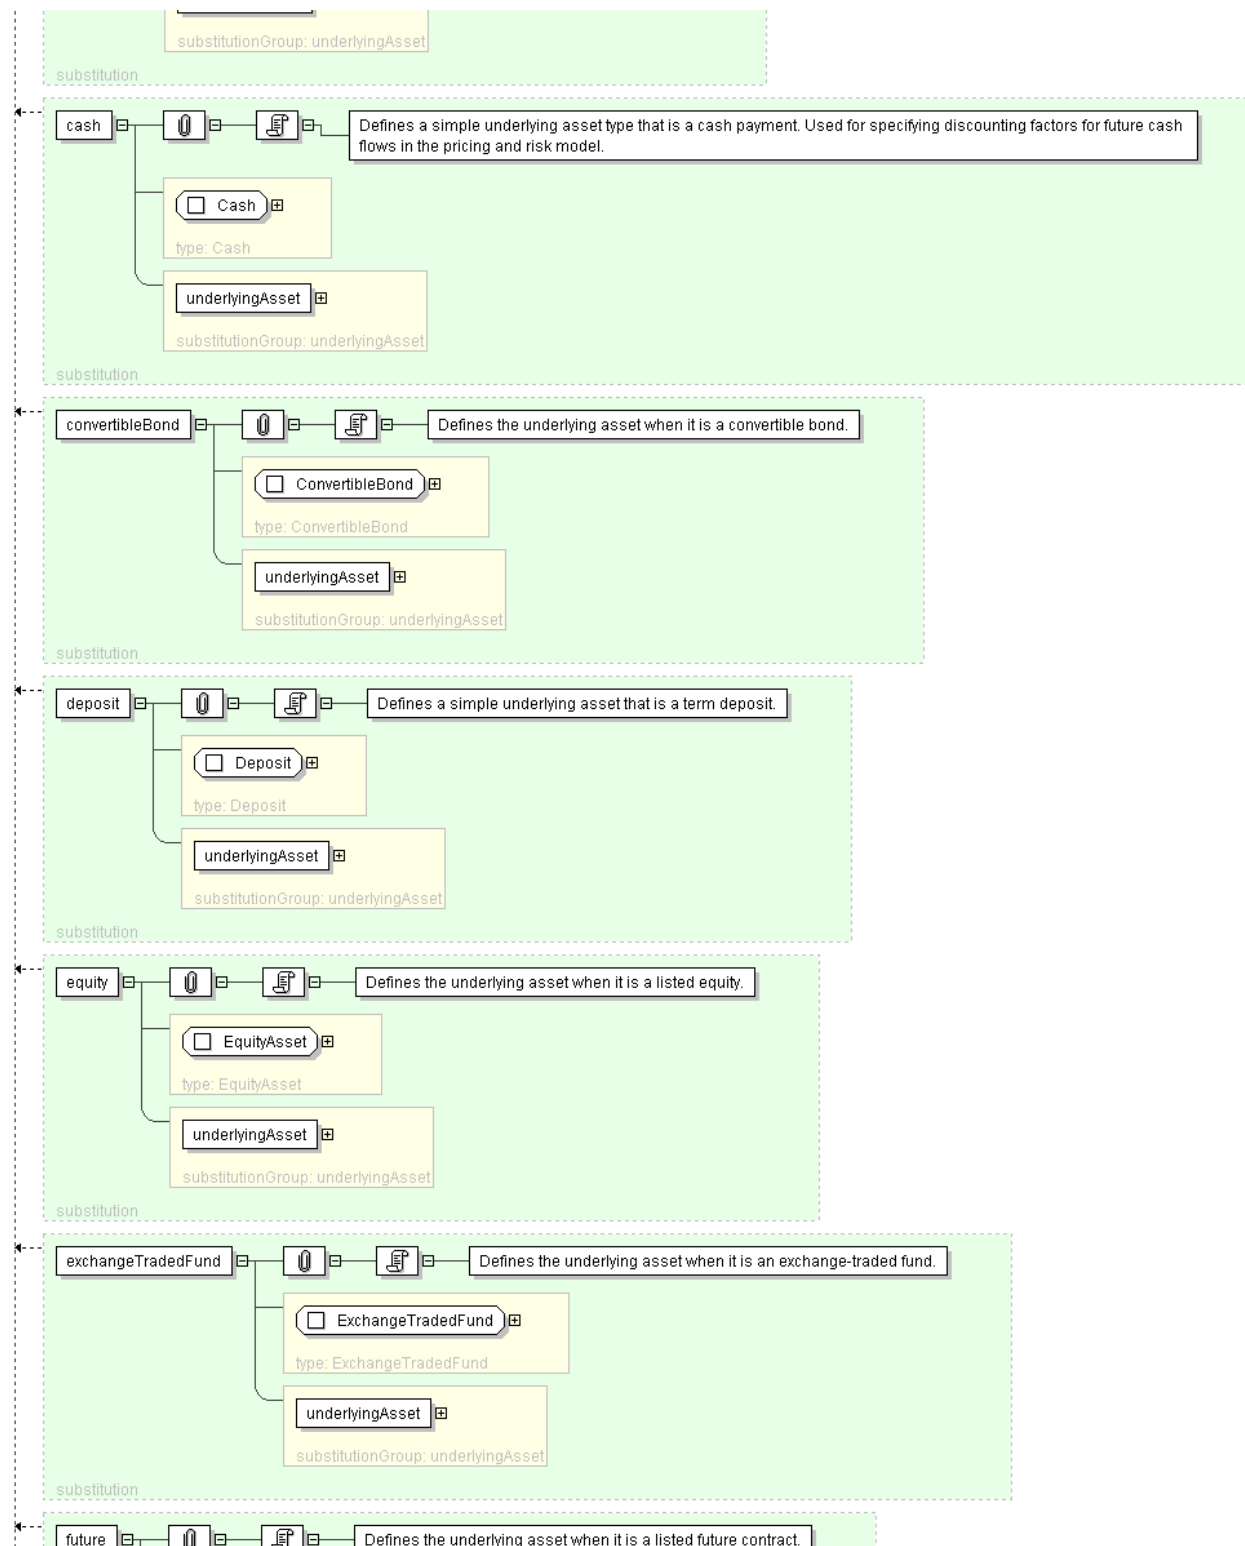 substitutionGroup: underlyingAsset
substitution
cash
Defines a simple underlying asset type that is a cash payment. Used for specifying discounting factors for future cash
flows in the pricing and risk model.
Cash
type: Cash
underlyingAsset
substitutionGroup: underlyingAsset
substitution
convertibleBond
Defines the underlying asset when it is a convertible bond.
ConvertibleBond
type: ConvertibleBond
underlyingAsset
substitutionGroup: underlyingAsset
substitution
deposit
Defines a simple underlying asset that is a term deposit.
Deposit
type: Deposit
underlyingAsset
substitutionGroup: underlyingAsset
substitution
equity
Defines the underlying asset when it is a listed equity.
EquityAsset
type: EquityAsset
underlyingAsset
substitutionGroup: underlyingAsset
substitution
exchangeTradedFund
Defines the underlying asset when it is an exchange-traded fund.
ExchangeTradedFund
type: ExchangeTradedFund
underlyingAsset
substitutionGroup: underlyingAsset
substitution
future
Defines the underlying asset when it is a listed future contract.